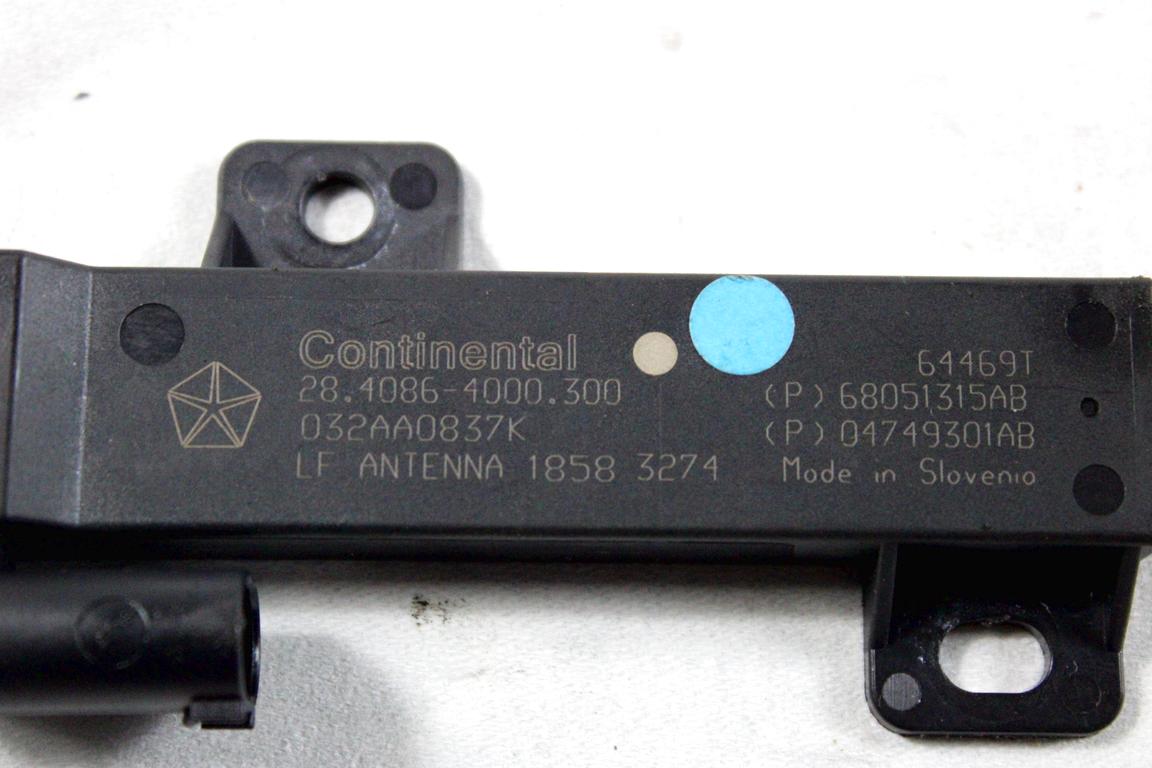 Continental
28.4086-4000.300
032AA0837K
LF ANTENNA 1858 3274
64469T
(P) 68051315AB
(P) 04749301AB
Made in Slovenia